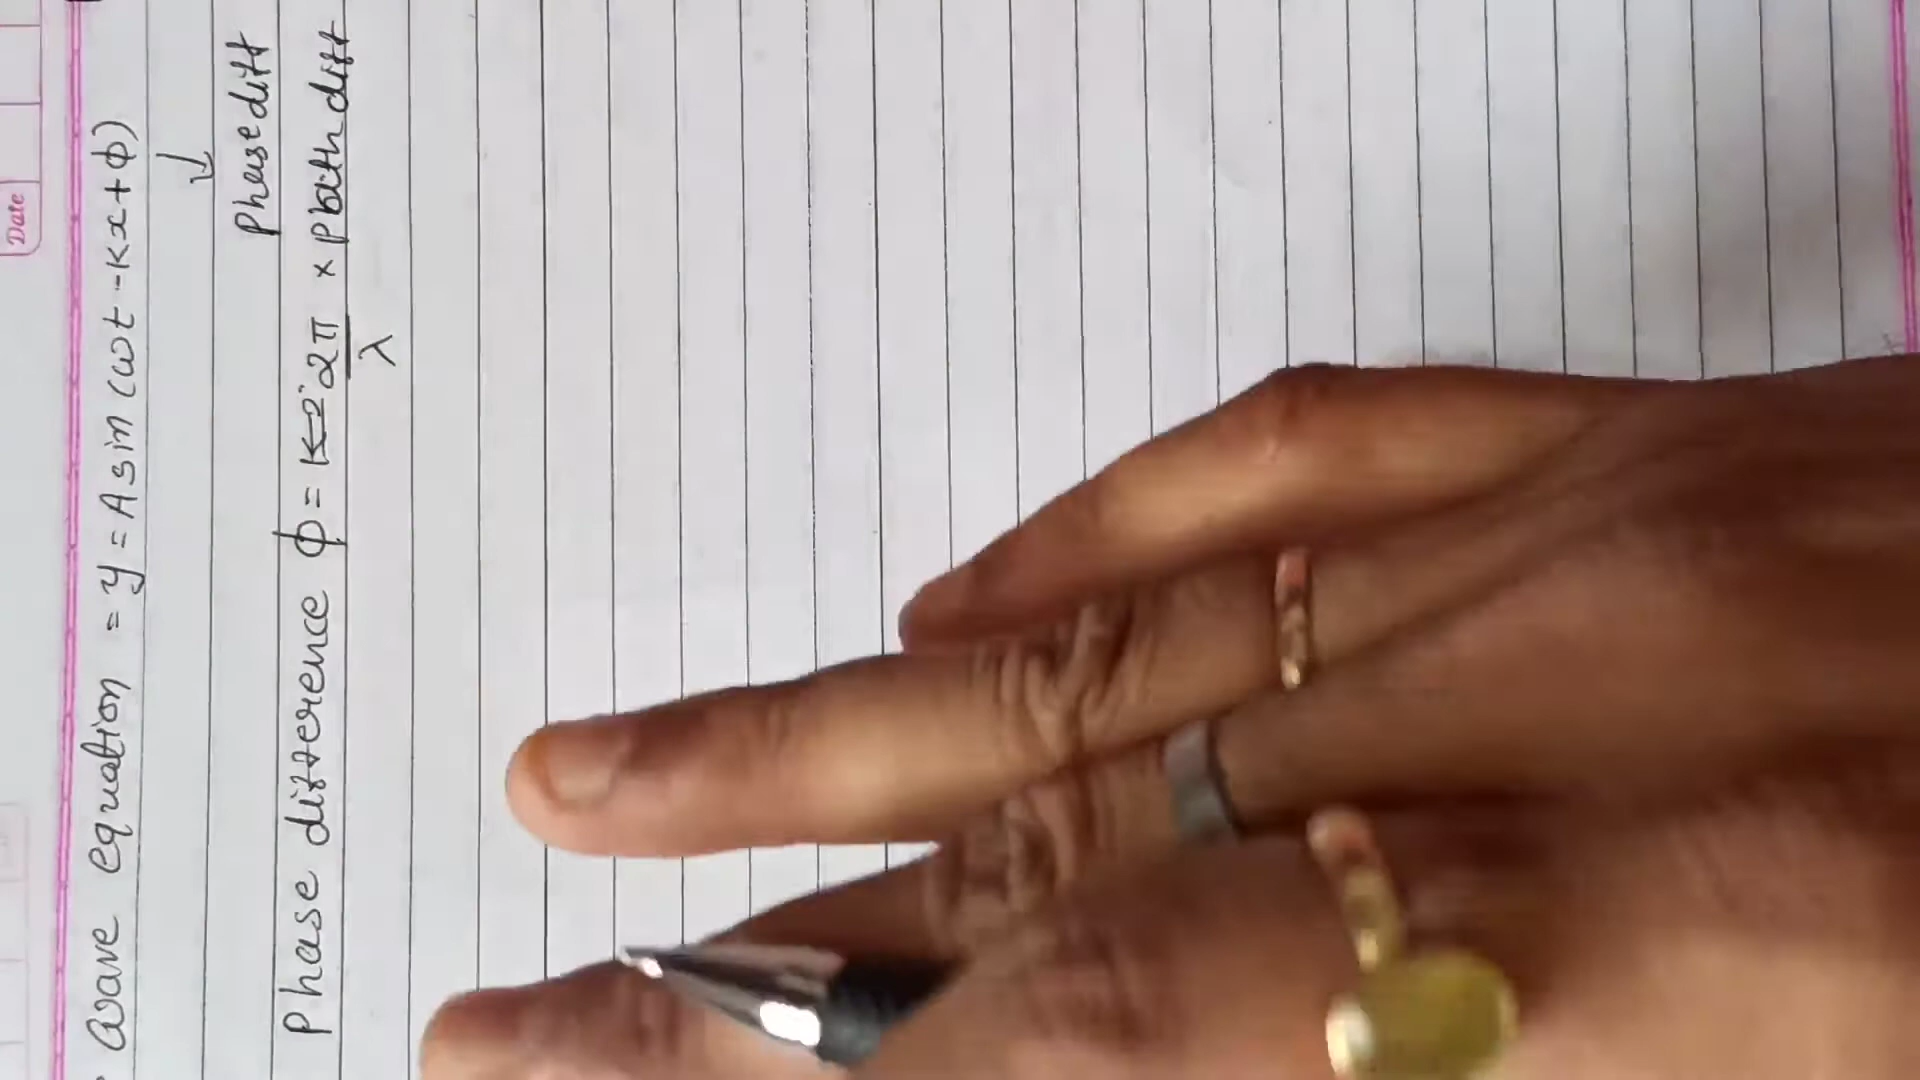 Date
wave equation = y = A sin (ωt - kx + ϕ)
↓
Phase diff
Phase difference ϕ = 2π/λ × Path diff